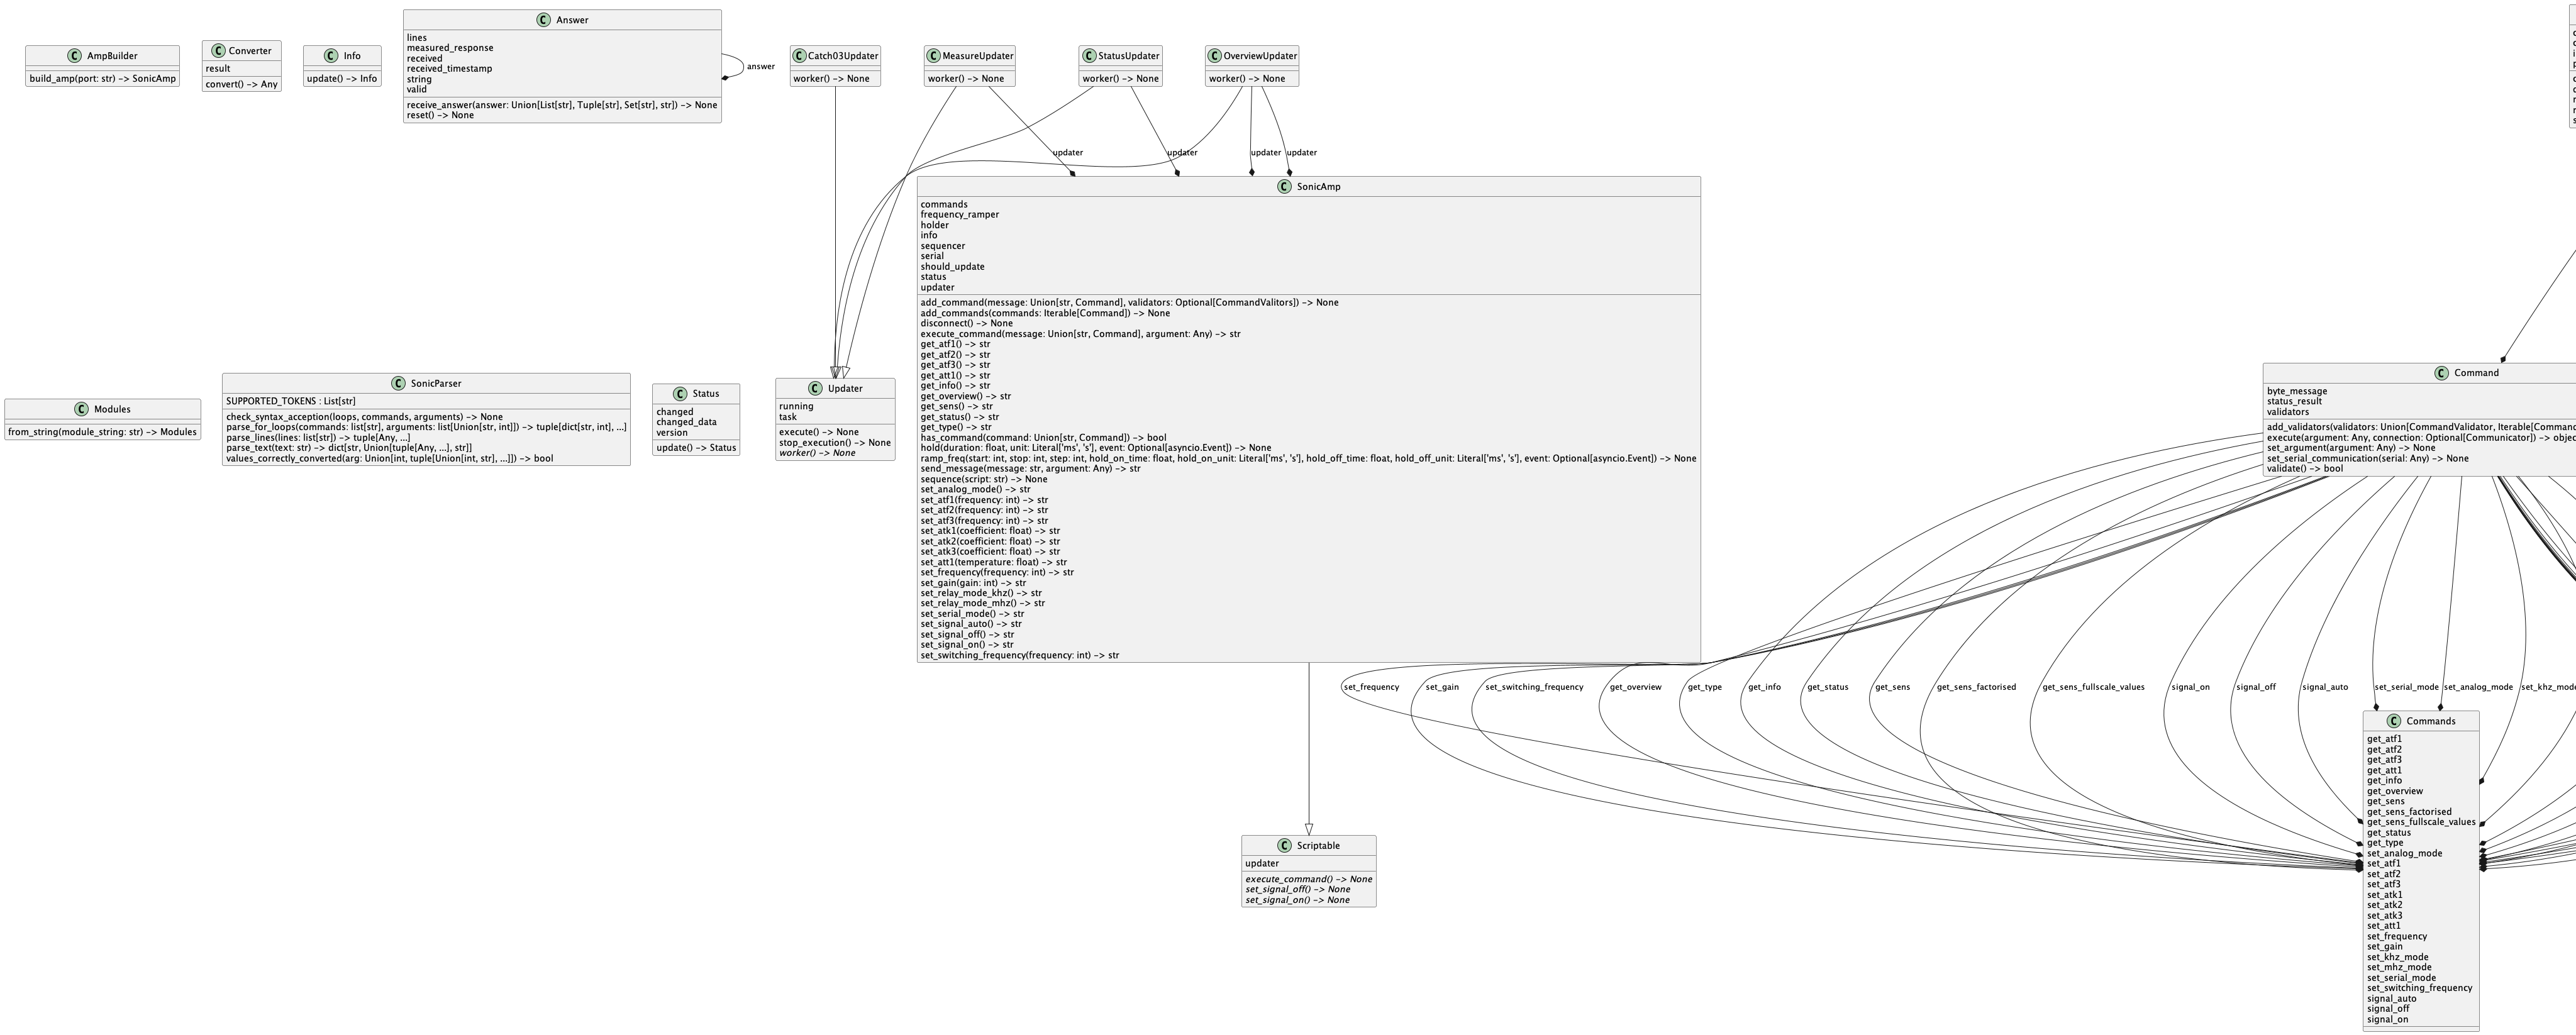 AmpBuilder
build_amp(port: str) -> SonicAmp
Converter
result
convert() -> Any
Info
update() -> Info
Answer
lines
measured_response
received
received_timestamp
string
valid
receive_answer(answer: Union[List[str], Tuple[str], Set[str], str]) -> None
reset() -> None
answer
Catch03Updater
worker() -> None
MeasureUpdater
worker() -> None
StatusUpdater
worker() -> None
OverviewUpdater
worker() -> None
updater
updater
updater
updater
SonicAmp
commands
frequency_ramper
holder
info
sequencer
serial
should_update
status
updater
add_command(message: Union[str, Command], validators: Optional[CommandValitors]) -> None
add_commands(commands: Iterable[Command]) -> None
disconnect() -> None
execute_command(message: Union[str, Command], argument: Any) -> str
get_atf1() -> str
get_atf2() -> str
get_atf3() -> str
get_att1() -> str
get_info() -> str
get_overview() -> str
get_sens() -> str
get_status() -> str
get_type() -> str
has_command(command: Union[str, Command]) -> bool
hold(duration: float, unit: Literal['ms', 's'], event: Optional[asyncio.Event]) -> None
ramp_freq(start: int, stop: int, step: int, hold_on_time: float, hold_on_unit: Literal['ms', 's'], hold_off_time: float, hold_off_unit: Literal['ms', 's'], event: Optional[asyncio.Event]) -> None
send_message(message: str, argument: Any) -> str
sequence(script: str) -> None
set_analog_mode() -> str
set_atf1(frequency: int) -> str
set_atf2(frequency: int) -> str
set_atf3(frequency: int) -> str
set_atk1(coefficient: float) -> str
set_atk2(coefficient: float) -> str
set_atk3(coefficient: float) -> str
set_att1(temperature: float) -> str
set_frequency(frequency: int) -> str
set_gain(gain: int) -> str
set_relay_mode_khz() -> str
set_relay_mode_mhz() -> str
set_serial_mode() -> str
set_signal_auto() -> str
set_signal_off() -> str
set_signal_on() -> str
set_switching_frequency(frequency: int) -> str
Modules
from_string(module_string: str) -> Modules
SonicParser
SUPPORTED_TOKENS : List[str]
check_syntax_acception(loops, commands, arguments) -> None
parse_for_loops(commands: list[str], arguments: list[Union[str, int]]) -> tuple[dict[str, int], ...]
parse_lines(lines: list[str]) -> tuple[Any, ...]
parse_text(text: str) -> dict[str, Union[tuple[Any, ...], str]]
values_correctly_converted(arg: Union[int, tuple[Union[int, str], ...]]) -> bool
Status
changed
changed_data
version
update() -> Status
Updater
running
task
execute() -> None
stop_execution() -> None
worker() -> None
Command
byte_message
status_result
validators
add_validators(validators: Union[CommandValidator, Iterable[Comman
execute(argument: Any, connection: Optional[Communicator]) -> objec
set_argument(argument: Any) -> None
set_serial_communication(serial: Any) -> None
validate() -> bool
set_frequency
set_gain
set_switching_frequency
get_overview
get_type
get_info
get_status
get_sens
get_sens_factorised
get_sens_fullscale_values
signal_on
signal_off
signal_auto
set_serial_mode
set_analog_mode
set_khz_mod
Scriptable
updater
execute_command() -> None
set_signal_off() -> None
set_signal_on() -> None
Commands
get_atf1
get_atf2
get_atf3
get_att1
get_info
get_overview
get_sens
get_sens_factorised
get_sens_fullscale_values
get_status
get_type
set_analog_mode
set_atf1
set_atf2
set_atf3
set_atk1
set_atk2
set_atk3
set_att1
set_frequency
set_gain
set_khz_mode
set_mhz_mode
set_serial_mode
set_switching_frequency
signal_auto
signal_off
signal_on